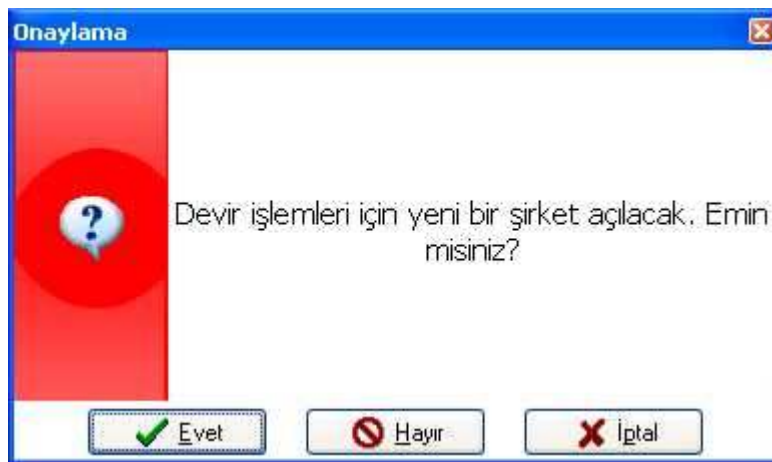 Onaylama
Devir işlemleri için yeni bir şirket açılacak. Emin
misiniz?
Evet
Hayır
İptal